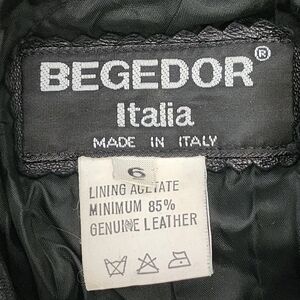 BEGEDOR®
Italia
MADE IN ITALY
6
LINING ACETATE
MINIMUM 85%
GENUINE LEATHER